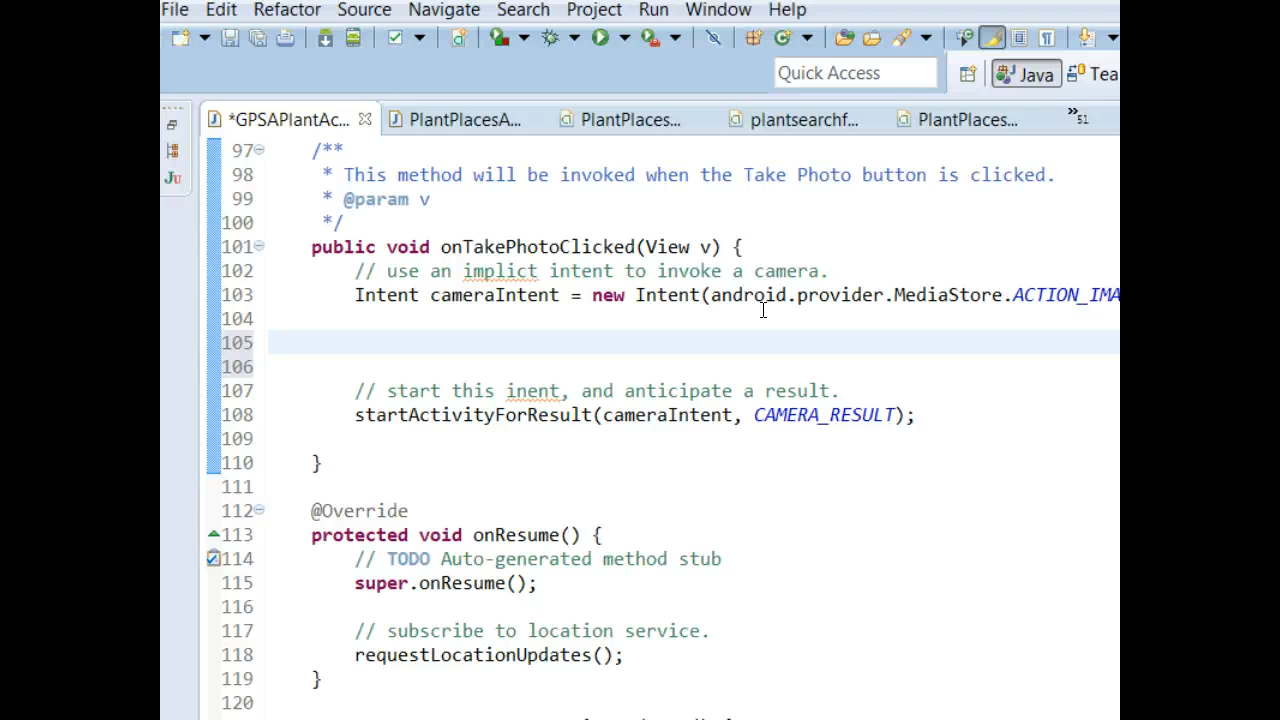 File Edit Refactor Source Navigate Search Project Run Window Help
Quick Access Java Tea
*GPSAPlantAc... PlantPlacesA... PlantPlaces... plantsearchf... PlantPlaces... »51
97 /**
98 * This method will be invoked when the Take Photo button is clicked.
99 * @param v
100 */
101 public void onTakePhotoClicked(View v) {
102 // use an implict intent to invoke a camera.
103 Intent cameraIntent = new Intent(android.provider.MediaStore.ACTION_IMA
104
105
106
107 // start this inent, and anticipate a result.
108 startActivityForResult(cameraIntent, CAMERA_RESULT);
109
110 }
111
112 @Override
113 protected void onResume() {
114 // TODO Auto-generated method stub
115 super.onResume();
116
117 // subscribe to location service.
118 requestLocationUpdates();
119 }
120